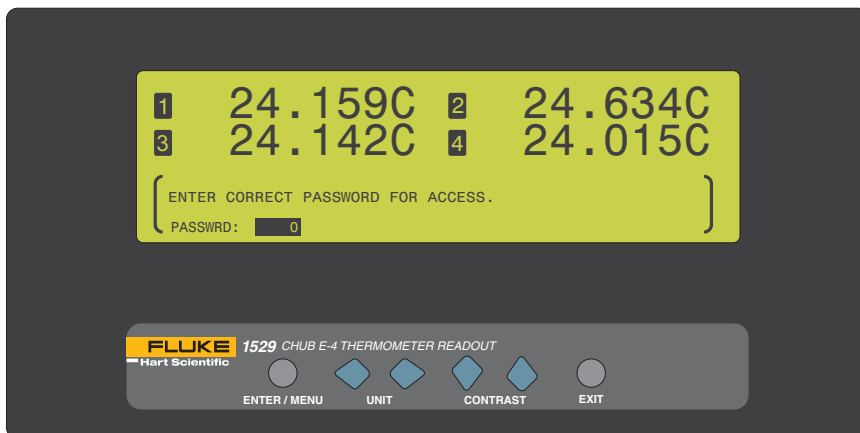 1 24.159C 2 24.634C
3 24.142C 4 24.015C
ENTER CORRECT PASSWORD FOR ACCESS.
PASSWRD: 0
FLUKE 1529 CHUB E-4 THERMOMETER READOUT
Hart Scientific
ENTER / MENU UNIT CONTRAST EXIT